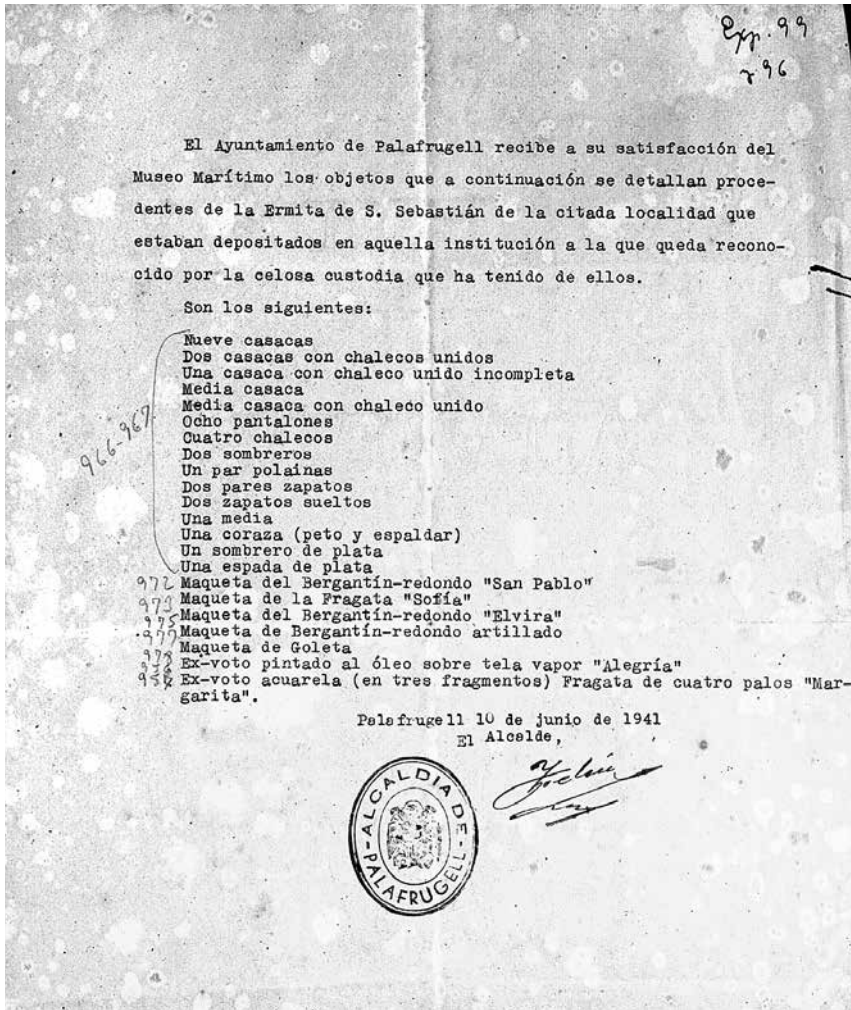 Exp. 99
y 96
El Ayuntamiento de Palafrugell recibe a su satisfacción del
Museo Marítimo los objetos que a continuación se detallan proce-
dentes de la Ermita de S. Sebastián de la citada localidad que
estaban depositados en aquella institución a la que queda recono-
cido por la celosa custodia que ha tenido de ellos.
Son los siguientes:
Nueve casacas
Dos casacas con chalecos unidos
Una casaca con chaleco unido incompleta
Media casaca
Media casaca con chaleco unido
966-967
Ocho pantalones
Cuatro chalecos
Dos sombreros
Un par polainas
Dos pares zapatos
Dos zapatos sueltos
Una media
Una coraza (peto y espaldar)
Un sombrero de plata
Una espada de plata
972 Maqueta del Bergantín-redondo "San Pablo"
973 Maqueta de la Fragata "Sofía"
975 Maqueta del Bergantín-redondo "Elvira"
977 Maqueta de Bergantín-redondo artillado
Maqueta de Goleta
Ex-voto pintado al óleo sobre tela vapor "Alegría"
Ex-voto acuarela (en tres fragmentos) Fragata de cuatro palos "Mar-
garita".
Palafrugell 10 de junio de 1941
El Alcalde,
ALCALDIA DE
PALAFRUGELL